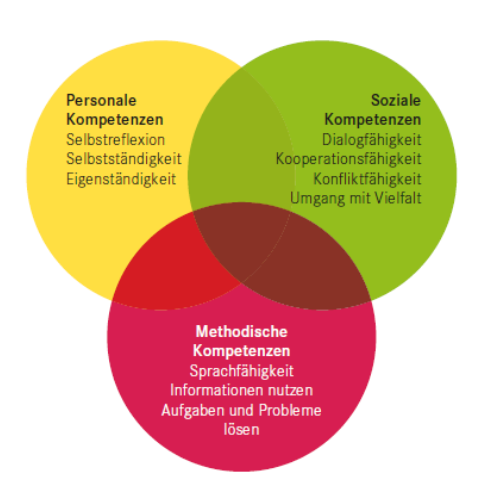 Personale
Kompetenzen
Selbstreflexion
Selbstständigkeit
Eigenständigkeit
Soziale
Kompetenzen
Dialogfähigkeit
Kooperationsfähigkeit
Konfliktfähigkeit
Umgang mit Vielfalt
Methodische
Kompetenzen
Sprachfähigkeit
Informationen nutzen
Aufgaben und Probleme
lösen